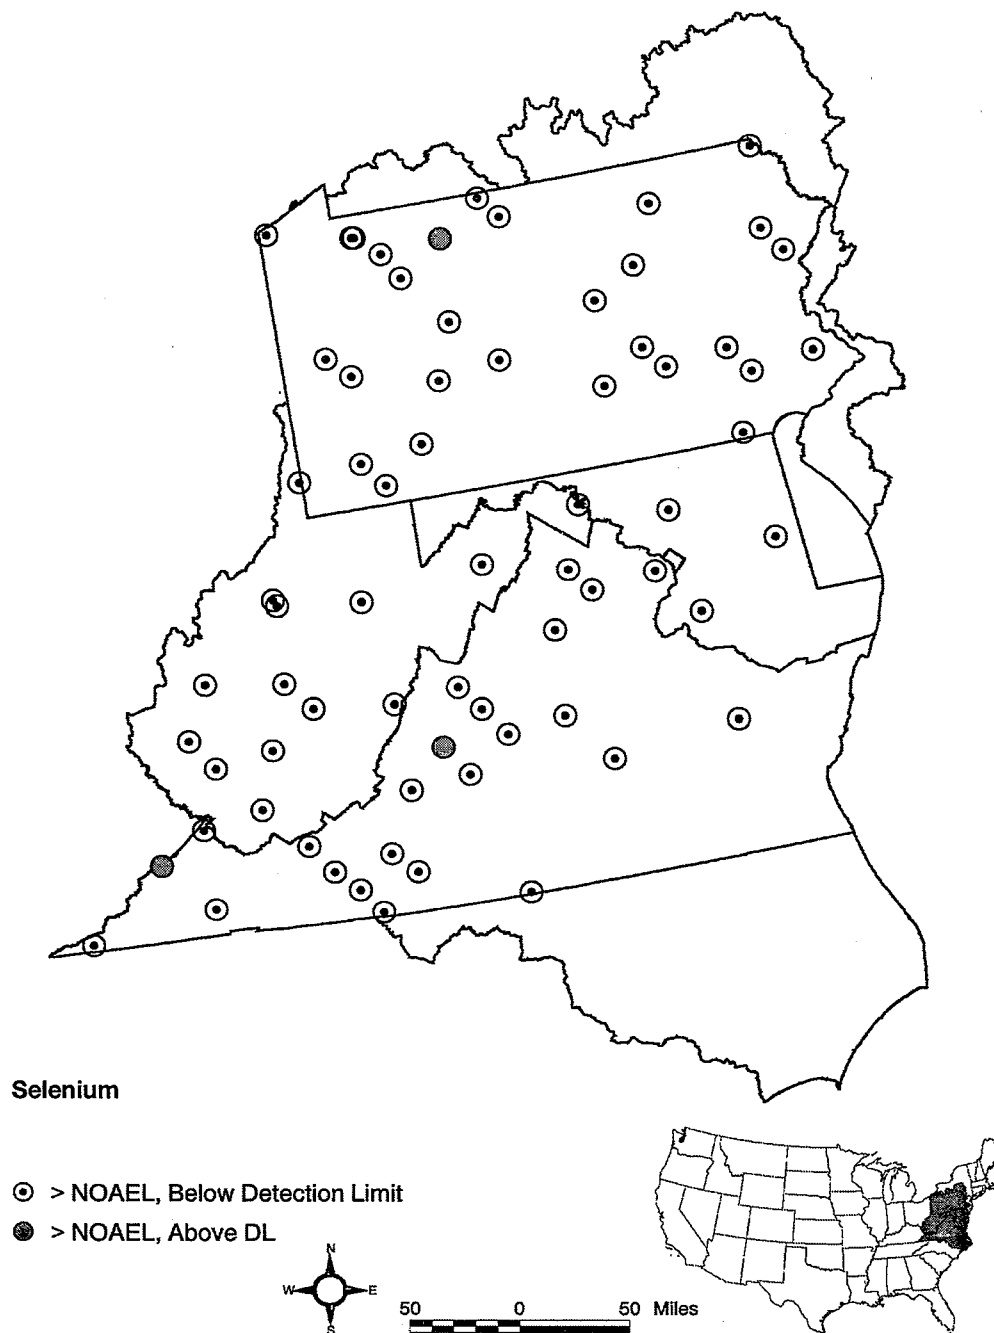 Selenium
> NOAEL, Below Detection Limit
> NOAEL, Above DL
N
W E
S
50 0 50 Miles